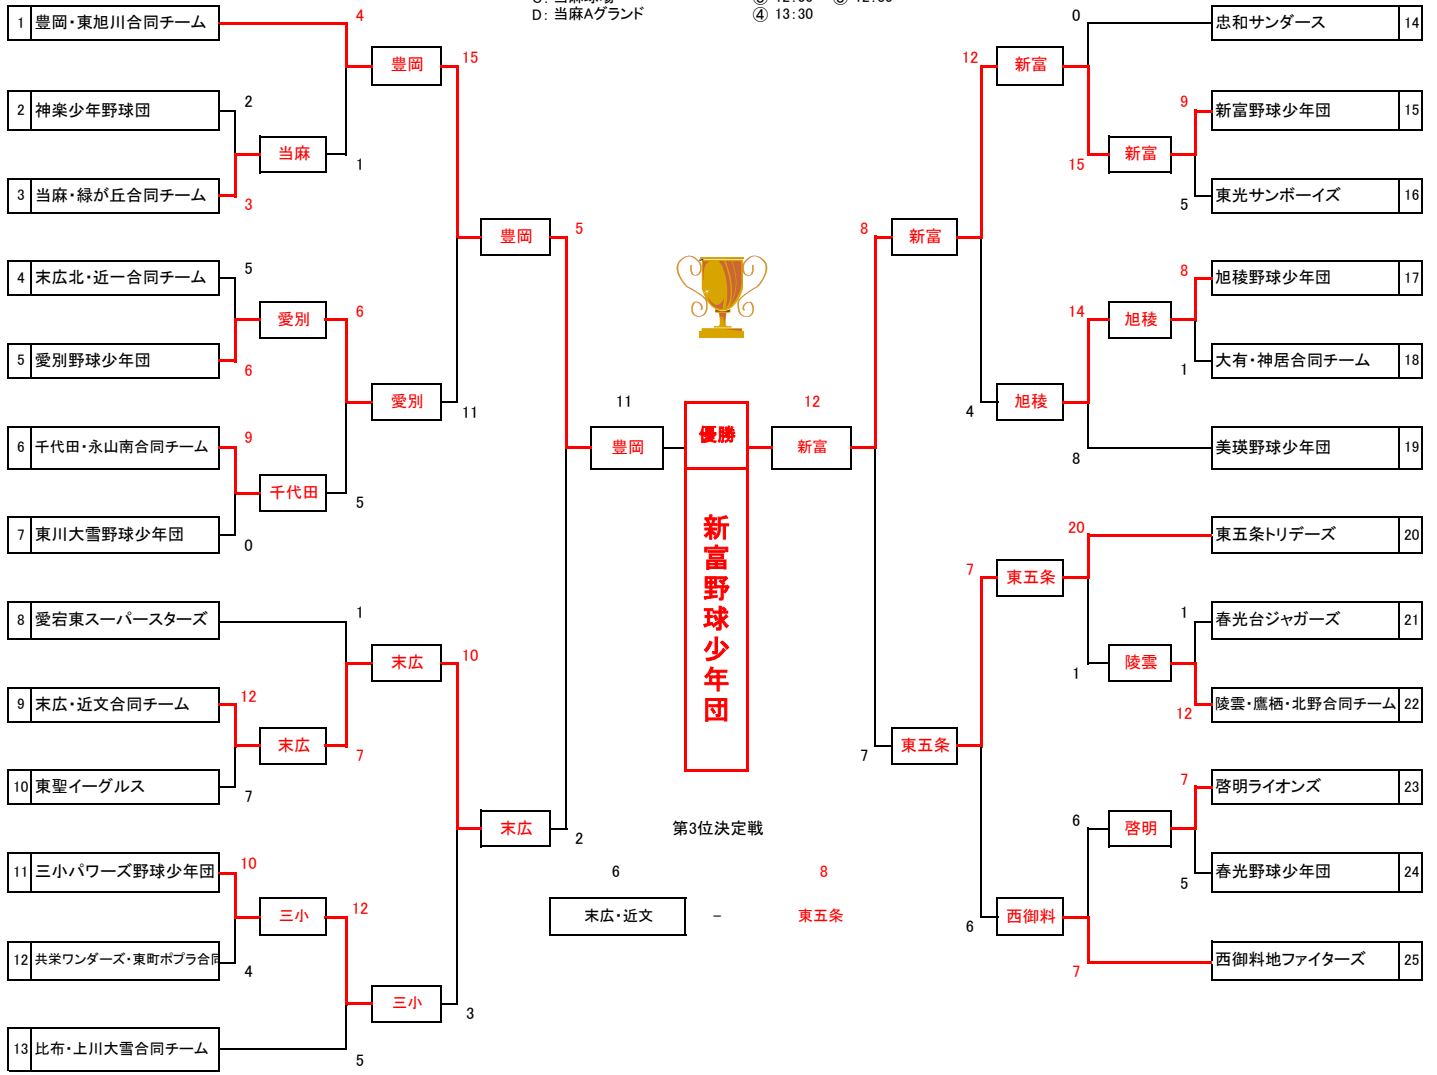 D: 当麻Aグランド ④ 13:30
1 豊岡・東旭川合同チーム
4
豊岡
15
2 神楽少年野球団
2
当麻
1
3 当麻・緑が丘合同チーム
3
豊岡
5
4 末広北・近一合同チーム
5
愛別
6
5 愛別野球少年団
6
愛別
11
6 千代田・永山南合同チーム
9
千代田
5
7 東川大雪野球少年団
0
8 愛宕東スーパースターズ
1
末広
10
9 末広・近文合同チーム
12
末広
7
10 東聖イーグルス
7
末広
2
11 三小パワーズ野球少年団
10
三小
12
12 共栄ワンダーズ・東町ポプラ合同
4
三小
3
13 比布・上川大雪合同チーム
5
11
豊岡
優勝
新富野球少年団
12
新富
第3位決定戦
6 8
末広・近文 － 東五条
0
忠和サンダース 14
12
新富
9
新富野球少年団 15
15
新富
5
東光サンボーイズ 16
8
新富
8
旭稜野球少年団 17
14
旭稜
1
大有・神居合同チーム 18
4
旭稜
8
美瑛野球少年団 19
20
東五条トリデーズ 20
7
東五条
1
春光台ジャガーズ 21
1
陵雲
12
陵雲・鷹栖・北野合同チーム 22
7
東五条
7
啓明ライオンズ 23
6
啓明
5
春光野球少年団 24
6
西御料
7
西御料地ファイターズ 25